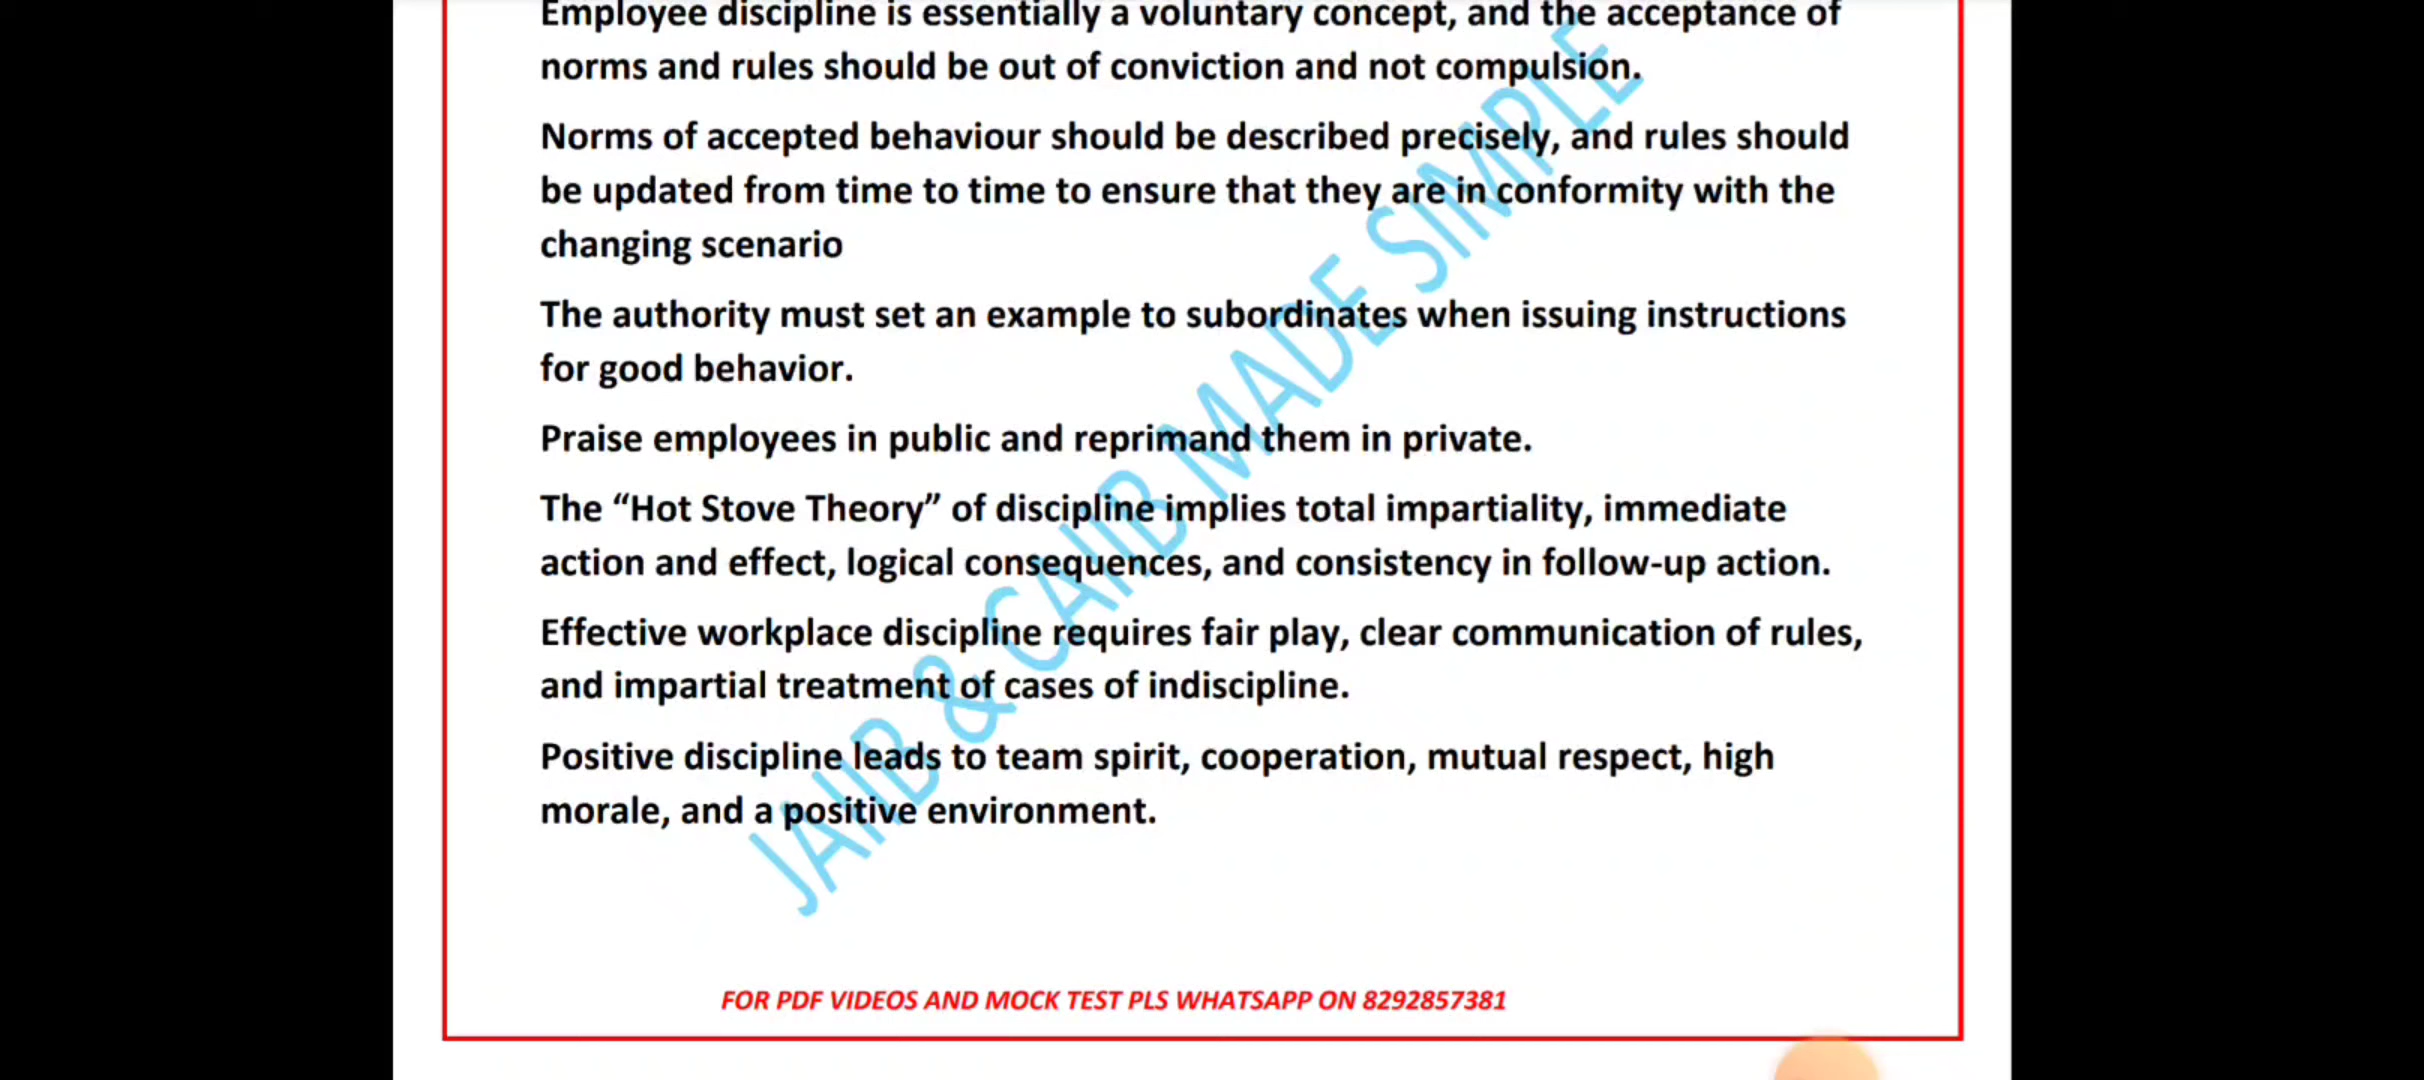 Employee discipline is essentially a voluntary concept, and the acceptance of
norms and rules should be out of conviction and not compulsion.
Norms of accepted behaviour should be described precisely, and rules should
be updated from time to time to ensure that they are in conformity with the
changing scenario
The authority must set an example to subordinates when issuing instructions
for good behavior.
Praise employees in public and reprimand them in private.
The “Hot Stove Theory” of discipline implies total impartiality, immediate
action and effect, logical consequences, and consistency in follow-up action.
Effective workplace discipline requires fair play, clear communication of rules,
and impartial treatment of cases of indiscipline.
Positive discipline leads to team spirit, cooperation, mutual respect, high
morale, and a positive environment.
JAIIB & CAIIB MADE SIMPLE
FOR PDF VIDEOS AND MOCK TEST PLS WHATSAPP ON 8292857381